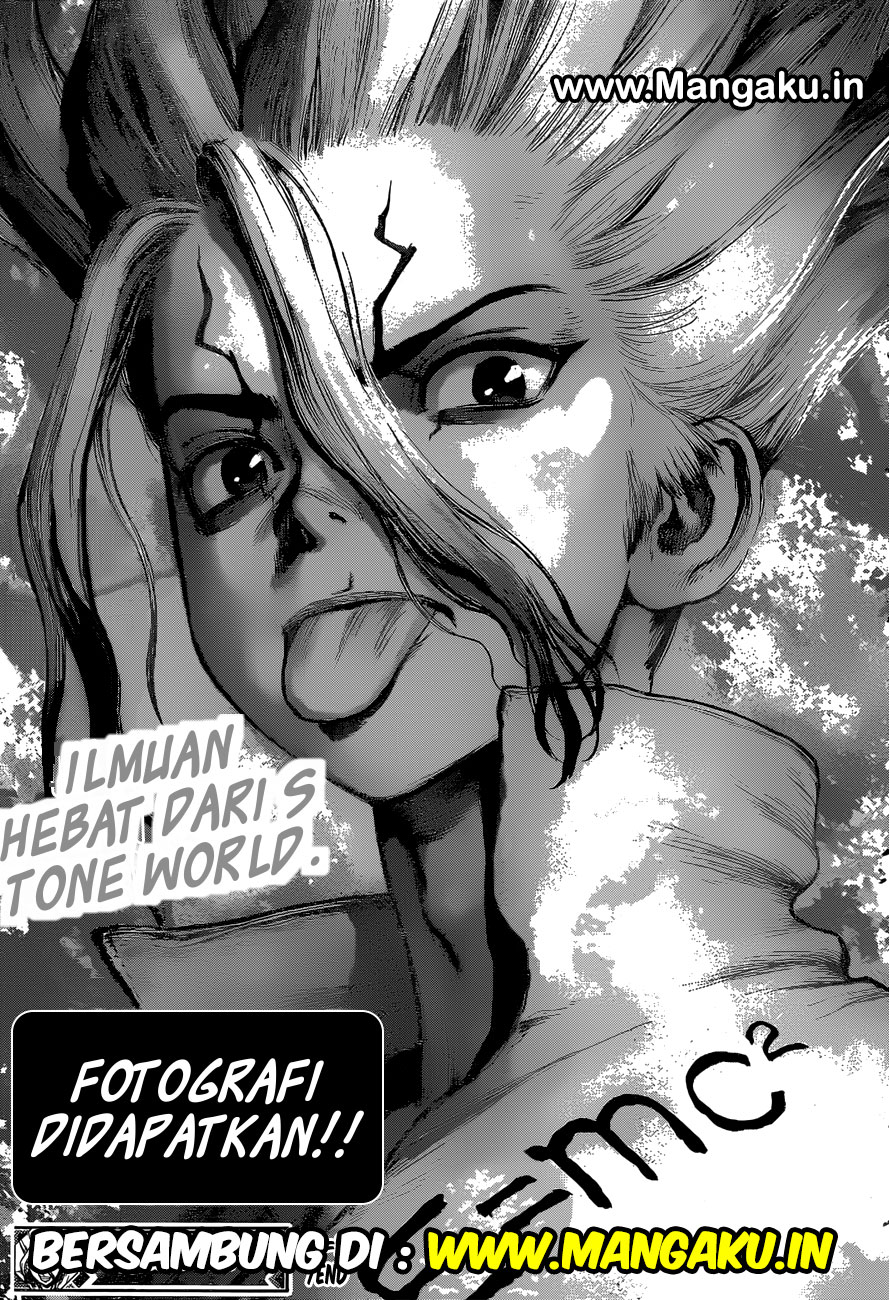 www.Mangaku.in
ILMUAN
HEBAT DARI S
TONE WORLD.
FOTOGRAFI
DIDAPATKAN!!
E=mc²
BERSAMBUNG DI : WWW.MANGAKU.IN
/END